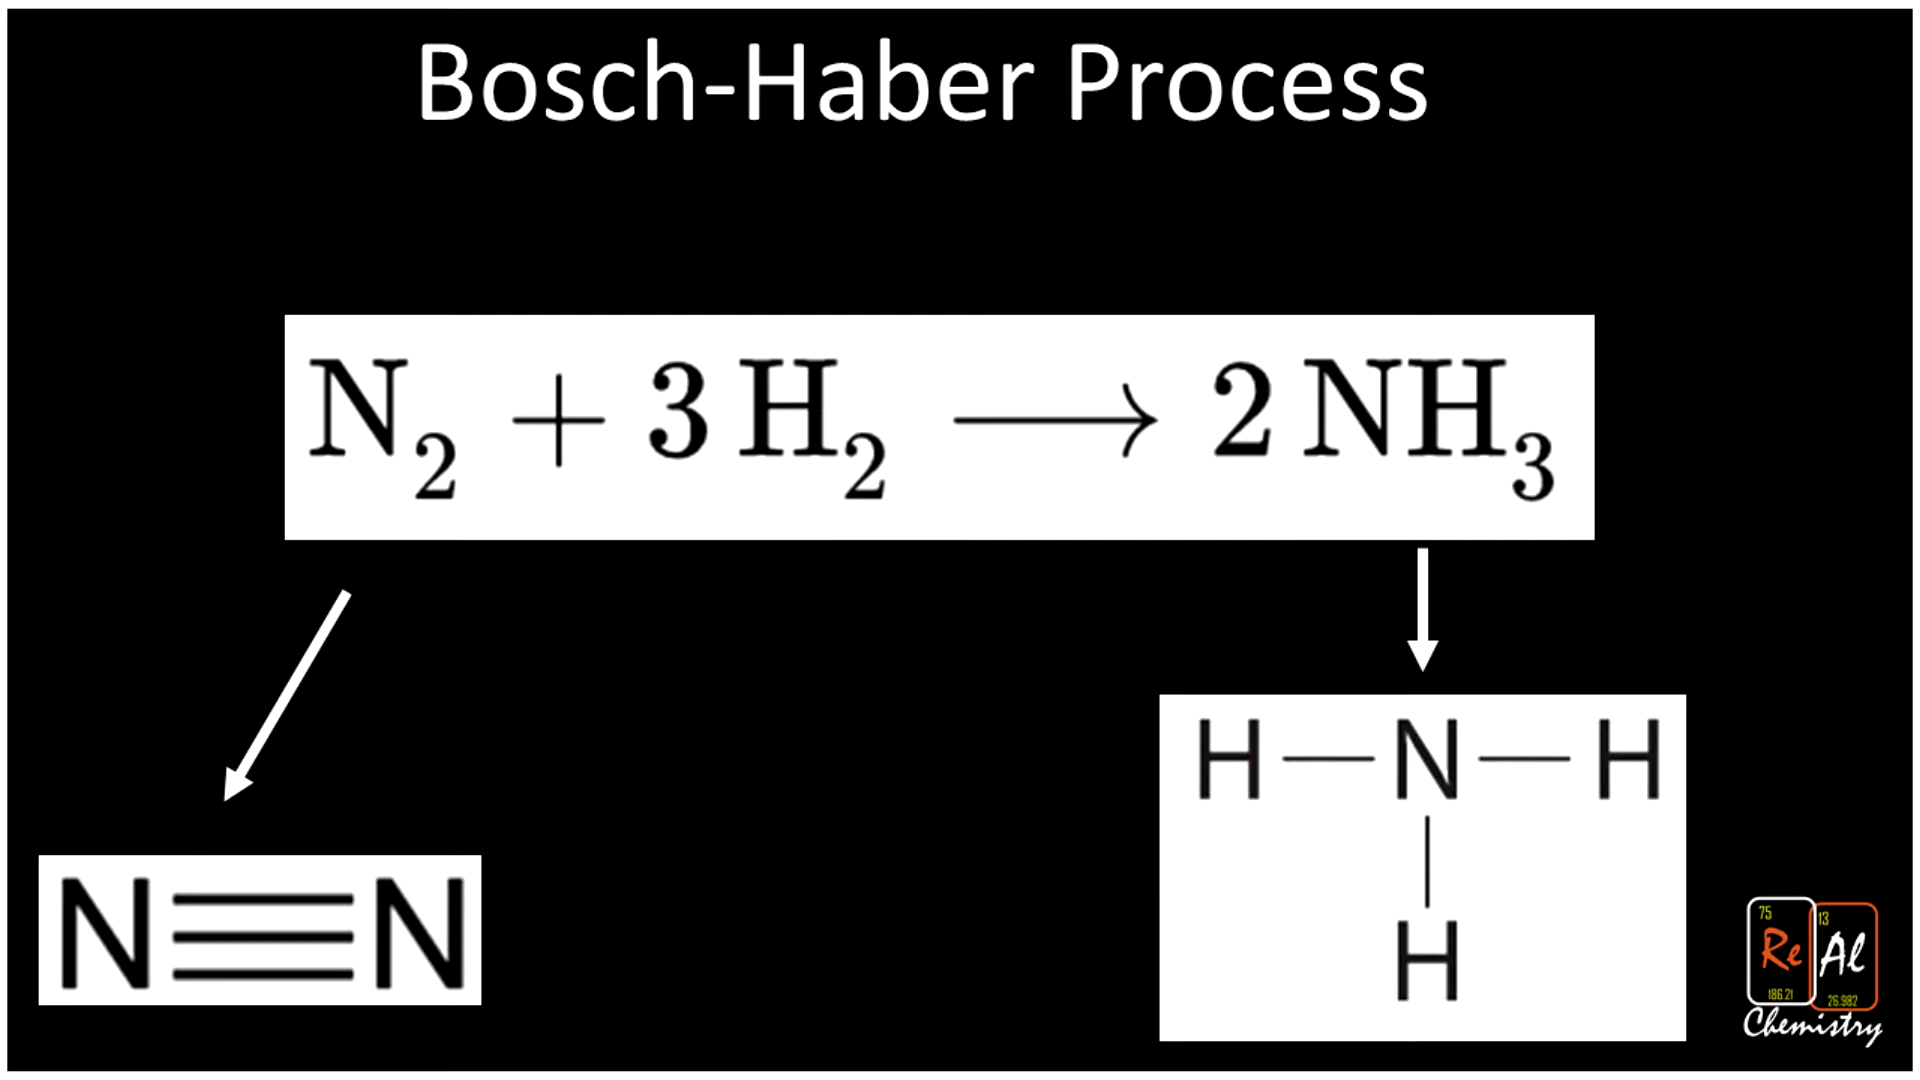 Bosch-Haber Process
N₂ + 3 H₂ ⟶ 2 NH₃
N≡N
H—N—H
|
H
75 13
Re Al
186.21 26.982
Chemistry